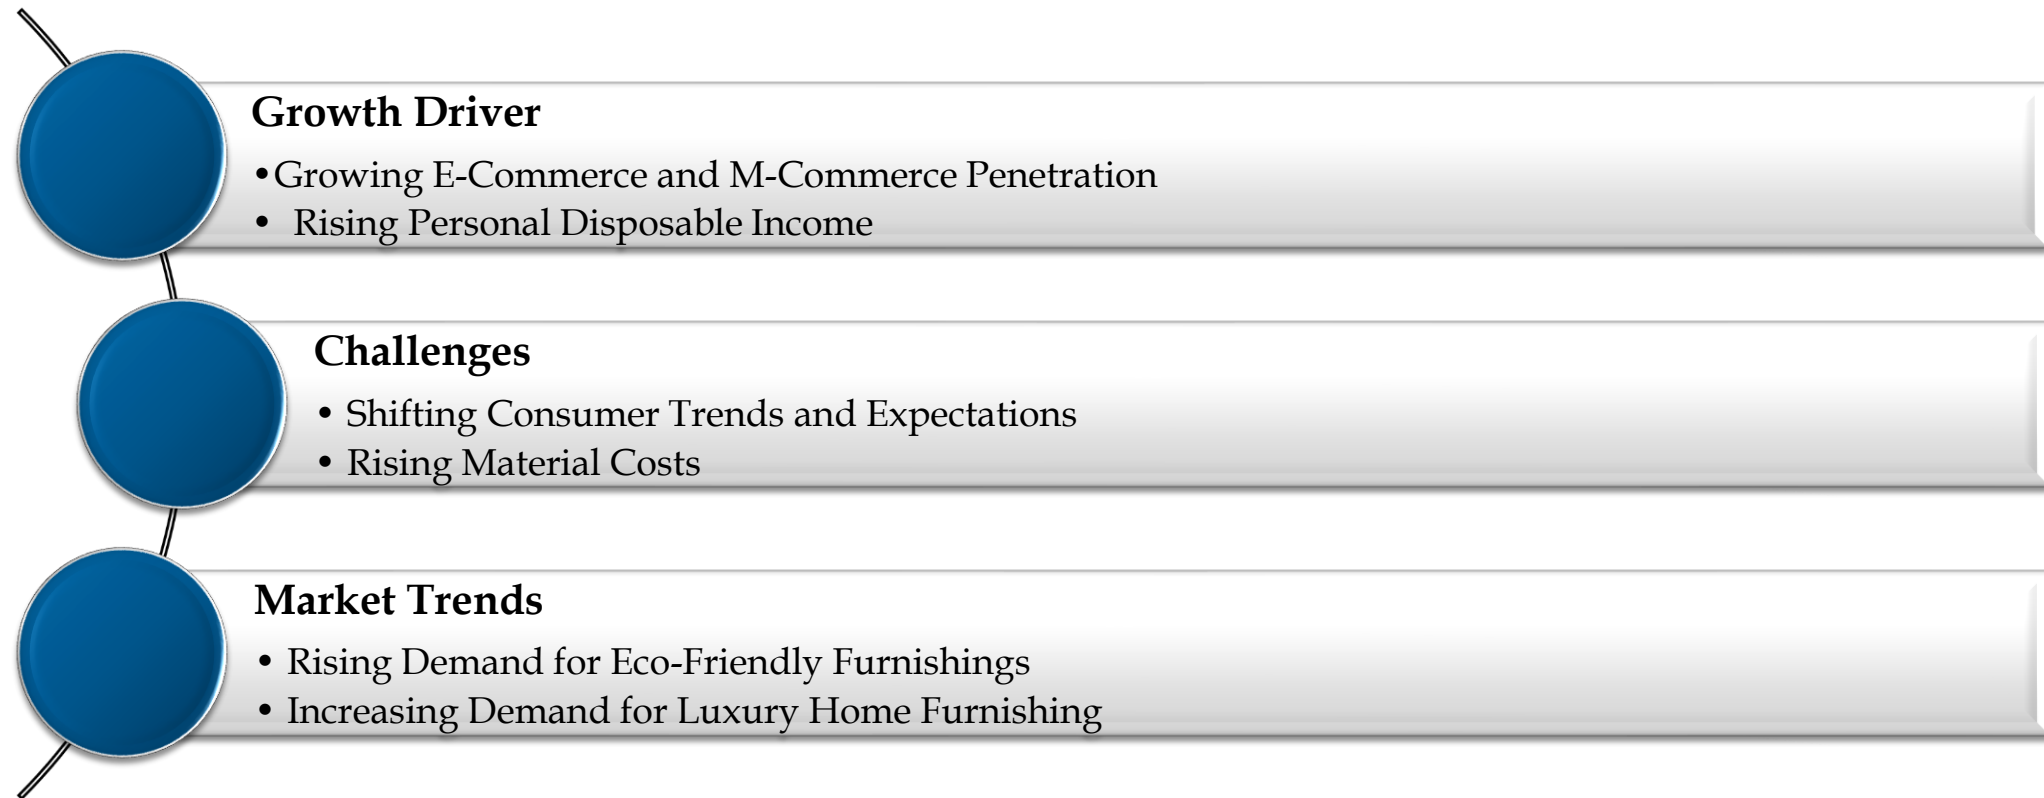 Growth Driver
•Growing E-Commerce and M-Commerce Penetration
• Rising Personal Disposable Income
Challenges
• Shifting Consumer Trends and Expectations
• Rising Material Costs
Market Trends
• Rising Demand for Eco-Friendly Furnishings
• Increasing Demand for Luxury Home Furnishing